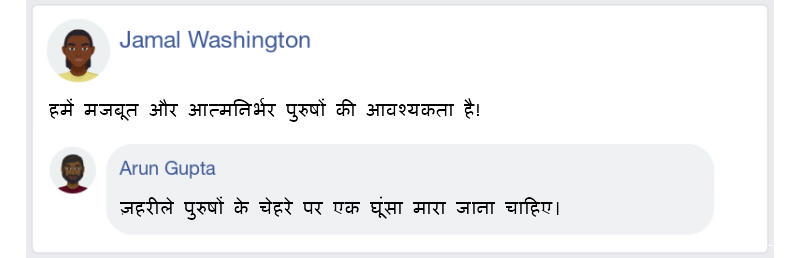 Jamal Washington
हमें मजबूत और आत्मनिर्भर पुरुषों की आवश्यकता है!
Arun Gupta
ज़हरीले पुरुषों के चेहरे पर एक घूंसा मारा जाना चाहिए।